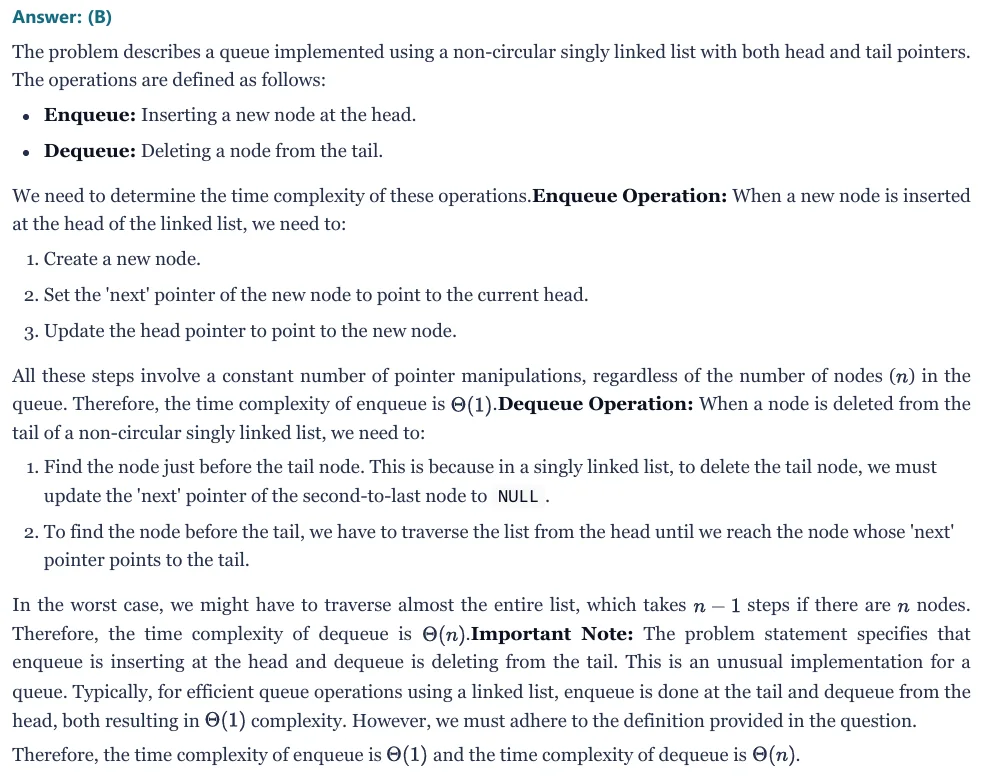 Answer: (B)
The problem describes a queue implemented using a non-circular singly linked list with both head and tail pointers.
The operations are defined as follows:
• Enqueue: Inserting a new node at the head.
• Dequeue: Deleting a node from the tail.
We need to determine the time complexity of these operations.Enqueue Operation: When a new node is inserted
at the head of the linked list, we need to:
1. Create a new node.
2. Set the 'next' pointer of the new node to point to the current head.
3. Update the head pointer to point to the new node.
All these steps involve a constant number of pointer manipulations, regardless of the number of nodes (n) in the
queue. Therefore, the time complexity of enqueue is Θ(1).Dequeue Operation: When a node is deleted from the
tail of a non-circular singly linked list, we need to:
1. Find the node just before the tail node. This is because in a singly linked list, to delete the tail node, we must
update the 'next' pointer of the second-to-last node to NULL .
2. To find the node before the tail, we have to traverse the list from the head until we reach the node whose 'next'
pointer points to the tail.
In the worst case, we might have to traverse almost the entire list, which takes n − 1 steps if there are n nodes.
Therefore, the time complexity of dequeue is Θ(n).Important Note: The problem statement specifies that
enqueue is inserting at the head and dequeue is deleting from the tail. This is an unusual implementation for a
queue. Typically, for efficient queue operations using a linked list, enqueue is done at the tail and dequeue from the
head, both resulting in Θ(1) complexity. However, we must adhere to the definition provided in the question.
Therefore, the time complexity of enqueue is Θ(1) and the time complexity of dequeue is Θ(n).